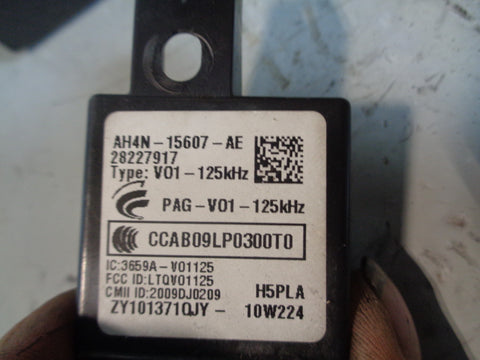 AH4N-15607-AE
28227917
Type: V01-125kHz
PAG-V01-125kHz
CCAB09LP0300T0
IC:3659A-V01125
FCC ID:LTQV01125
CMII ID:2009DJ0209 H5PLA
ZY101371QJY- 10W224